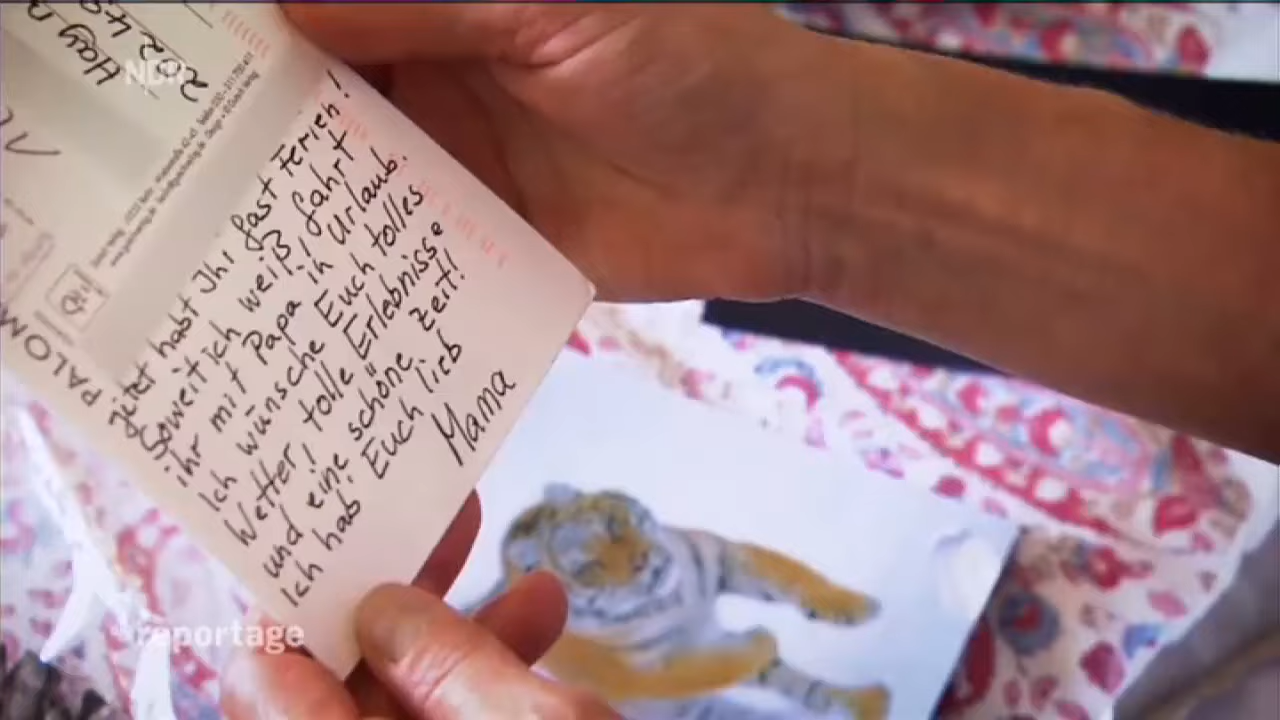 NDR
jetzt habt Ihr fast Ferien!
Soweit ich weiß, fahrt
ihr mit Papa in Urlaub.
Ich wünsche Euch tolles
Wetter, tolle Erlebnisse
und eine schöne Zeit!
Ich hab' Euch lieb
Mama
PALOM
reportage